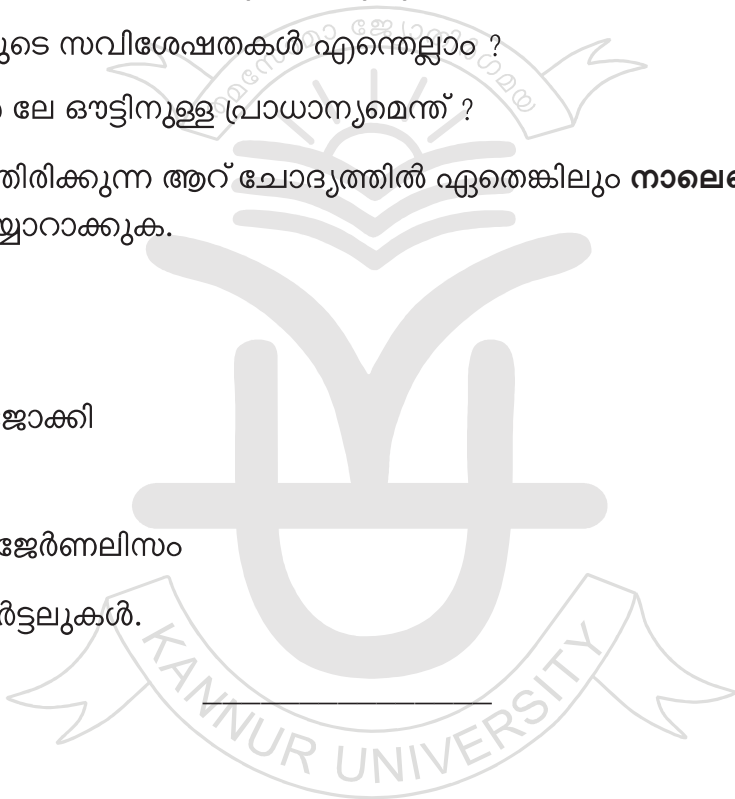 ുടെ സവിശേഷതകൾ എന്തെല്ലാം ?
ലേ ഔട്ടിനുള്ള പ്രാധാന്യമെന്ത് ?
തിരിക്കുന്ന ആറ് ചോദ്യത്തിൽ ഏതെങ്കിലും നാലെ
യ്യാറാക്കുക.
ജോക്കി
ജേർണലിസം
ർട്ടലുകൾ.
KANNUR UNIVERSITY